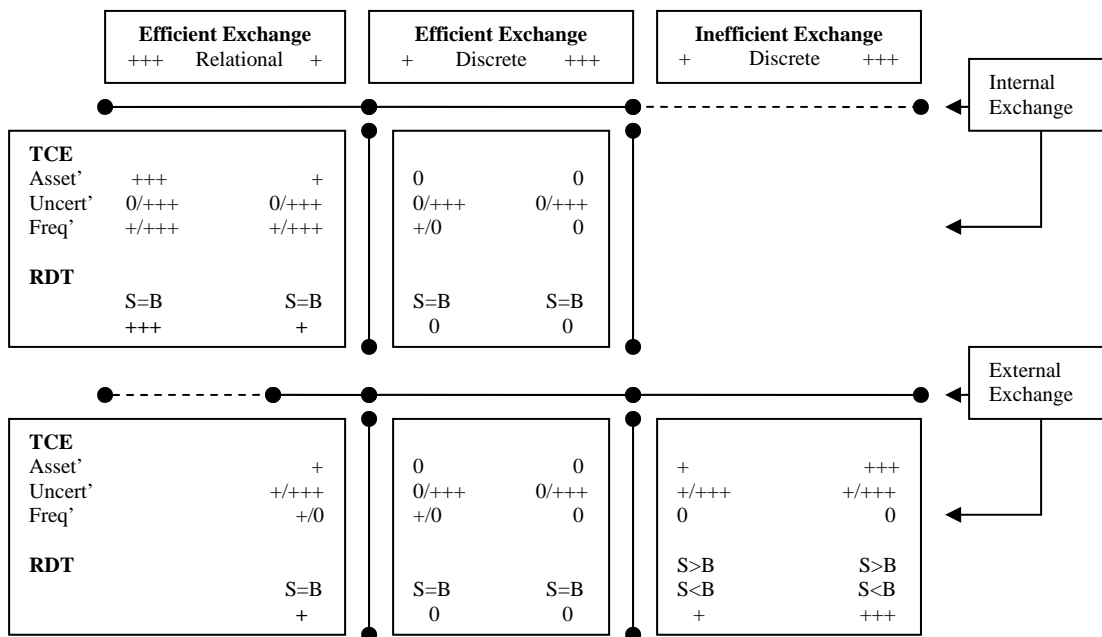 Efficient Exchange Efficient Exchange Inefficient Exchange
+++ Relational + + Discrete +++ + Discrete +++
Internal
Exchange
TCE
Asset’ +++ + 0 0
Uncert’ 0/+++ 0/+++ 0/+++ 0/+++
Freq’ +/+++ +/+++ +/0 0
RDT
S=B S=B S=B S=B
+++ + 0 0
External
Exchange
TCE
Asset’ + 0 0 + +++
Uncert’ +/+++ 0/+++ 0/+++ +/+++ +/+++
Freq’ +/0 +/0 0 0 0
RDT S>B S>B
S=B S=B S=B S<B S<B
+ 0 0 + +++